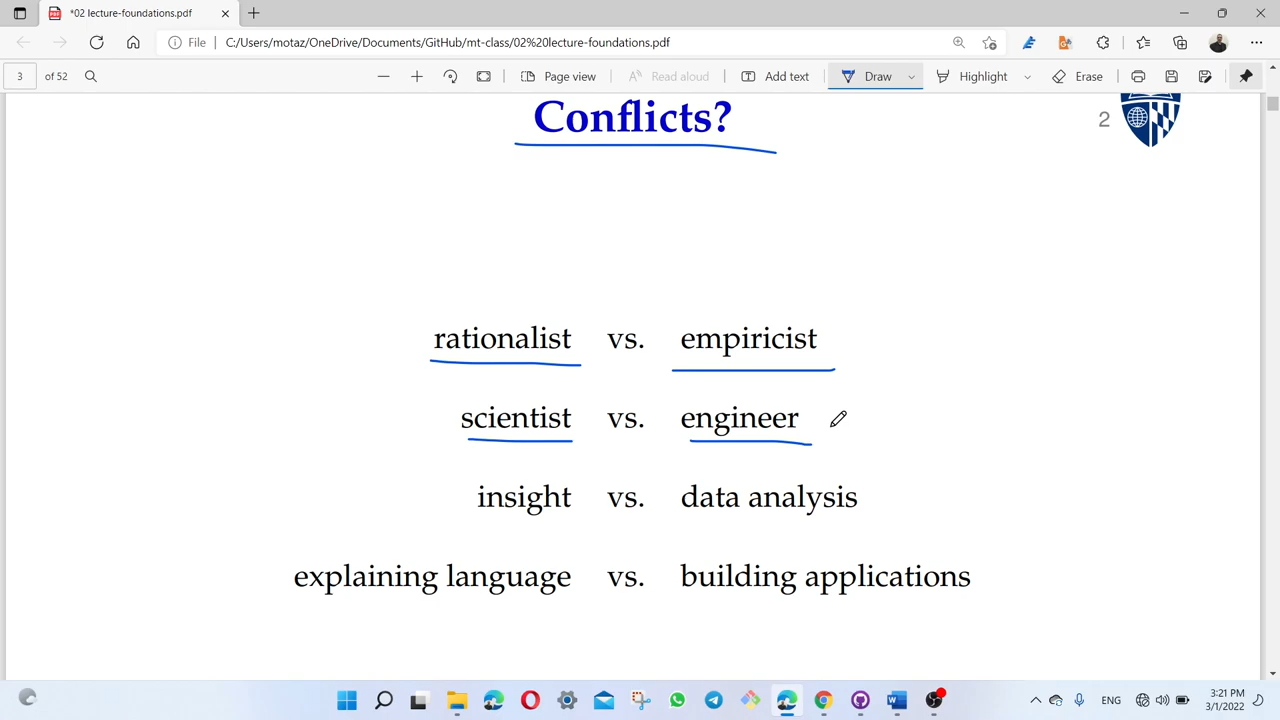 *02 lecture-foundations.pdf
File C:/Users/motaz/OneDrive/Documents/GitHub/mt-class/02%20lecture-foundations.pdf
3 of 52 Page view Read aloud Add text Draw Highlight Erase
Conflicts?
2
rationalist vs. empiricist
scientist vs. engineer
insight vs. data analysis
explaining language vs. building applications
ENG
3:21 PM
3/1/2022